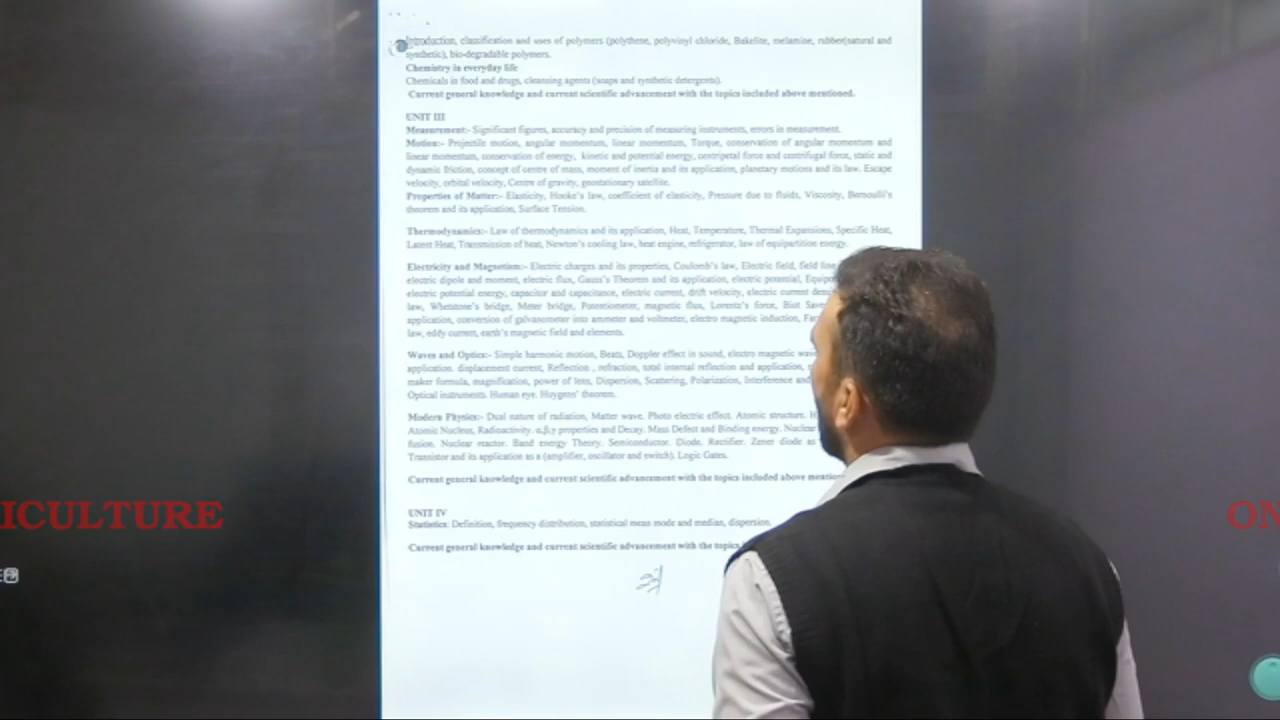 Introduction, classification and uses of polymers (polythene, polyvinyl chloride, Bakelite, melamine, rubber(natural and
synthetic), bio-degradable polymers.
Chemistry in everyday life
Chemicals in food and drugs, cleansing agents (soaps and synthetic detergents).
Current general knowledge and current scientific advancement with the topics included above mentioned.
UNIT III
Measurement:- Significant figures, accuracy and precision of measuring instruments, errors in measurement.
Motion:- Projectile motion, angular momentum, linear momentum, Torque, conservation of angular momentum and
linear momentum, conservation of energy, kinetic and potential energy, centripetal force and centrifugal force, static and
dynamic friction, concept of centre of mass, moment of inertia and its application, planetary motions and its law. Escape
velocity, orbital velocity, Centre of gravity, geostationary satellite.
Properties of Matter:- Elasticity, Hooke's law, coefficient of elasticity, Pressure due to fluids, Viscosity, Bernoulli's
theorem and its application, Surface Tension.
Thermodynamics:- Law of thermodynamics and its application, Heat, Temperature, Thermal Expansions, Specific Heat,
Latent Heat, Transmission of heat, Newton's cooling law, heat engine, refrigerator, law of equipartition energy.
Electricity and Magnetism:- Electric charges and its properties, Coulomb's law, Electric field, field line
electric dipole and moment, electric flux, Gauss's Theorem and its application, electric potential,
electric potential energy, capacitor and capacitance, electric current, drift velocity, electric current
law, Whetstone's bridge, Meter bridge, Potentiometer, magnetic flux, Lorentz's force, Biot
application, conversion of galvanometer into ammeter and voltmeter, electro magnetic induction,
law, eddy current, earth's magnetic field and elements.
Waves and Optics:- Simple harmonic motion, Beats, Doppler effect in sound, electro magnetic
application. displacement current, Reflection , refraction, total internal reflection and application,
maker formula, magnification, power of lens, Dispersion, Scattering, Polarization, Interference and
Optical instruments. Human eye. Huygens' theorem.
Modern Physics:- Dual nature of radiation, Matter wave. Photo electric effect. Atomic structure.
Atomic Nucleus, Radioactivity. α,β,γ properties and Decay. Mass Defect and Binding energy. Nuclear
fusion. Nuclear reactor. Band energy Theory. Semiconductor. Diode. Rectifier. Zener diode as
Transistor and its application as a (amplifier, oscillator and switch). Logic Gates.
Current general knowledge and current scientific advancement with the topics included above
UNIT IV
Statistics: Definition, frequency distribution, statistical mean mode and median, dispersion.
Current general knowledge and current scientific advancement with the topics
ICULTURE
ON